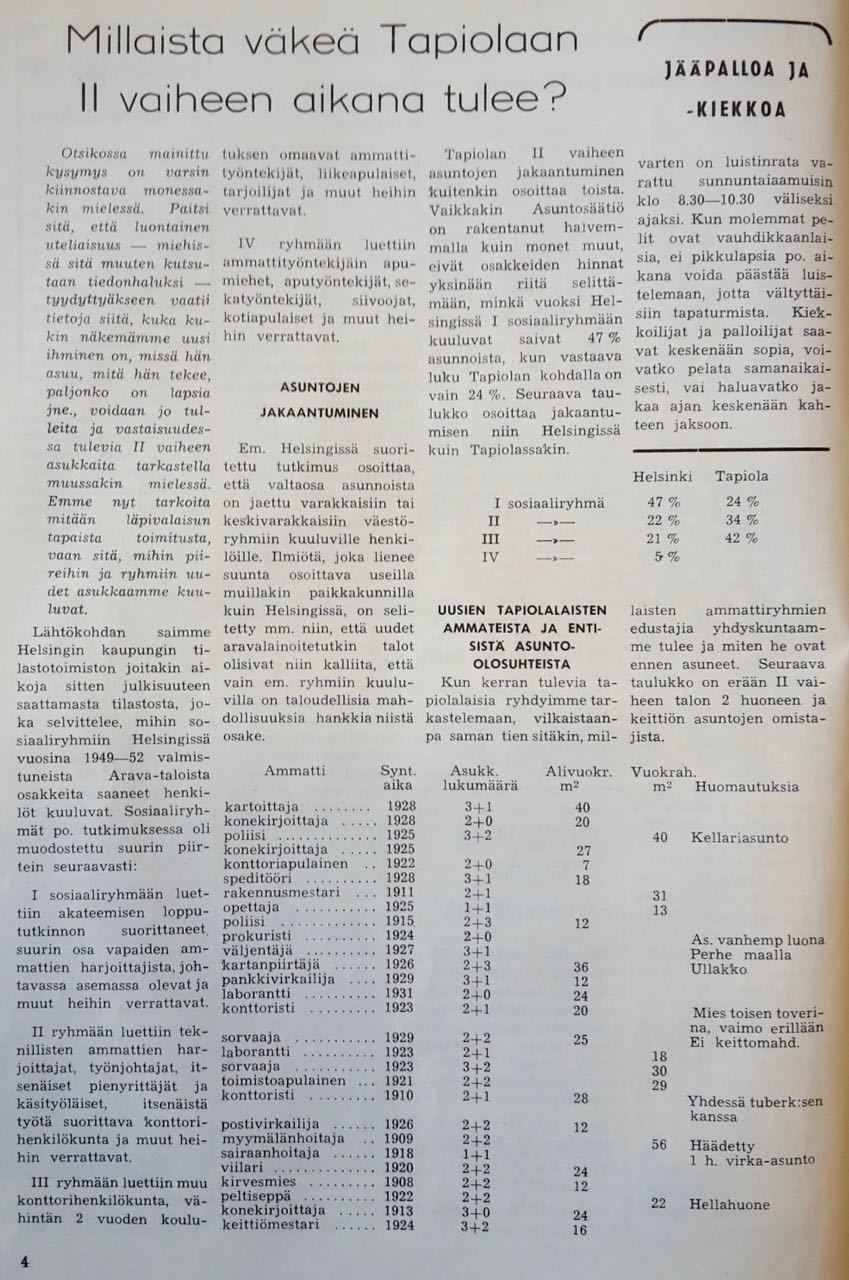 Millaista väkeä Tapiolaan
II vaiheen aikana tulee?
Otsikossa mainittu
kysymys on varsin
kiinnostava monessa-
kin mielessä. Paitsi
sitä, että luontainen
uteliaisuus — miehis-
sä sitä muuten kutsu-
taan tiedonhaluksi —
tyydyttyäkseen vaatii
tietoja siitä, kuka ku-
kin näkemämme uusi
ihminen on, missä hän
asuu, mitä hän tekee,
paljonko on lapsia
jne., voidaan jo tul-
leita ja vastaisuudes-
sa tulevia II vaiheen
asukkaita tarkastella
muussakin mielessä.
Emme nyt tarkoita
mitään läpivalaisun
tapaista toimitusta,
vaan sitä, mihin pii-
reihin ja ryhmiin uu-
det asukkaamme kuu-
luvat.
Lähtökohdan saimme
Helsingin kaupungin ti-
lastotoimiston joitakin ai-
koja sitten julkisuuteen
saattamasta tilastosta, jo-
ka selvittelee, mihin so-
siaaliryhmiin Helsingissä
vuosina 1949—52 valmis-
tuneista Arava-taloista
osakkeita saaneet henki-
löt kuuluvat. Sosiaaliryh-
mät po. tutkimuksessa oli
muodostettu suurin piir-
tein seuraavasti:
I sosiaaliryhmään luet-
tiin akateemisen loppu-
tutkinnon suorittaneet,
suurin osa vapaiden am-
mattien harjoittajista, joh-
tavassa asemassa olevat ja
muut heihin verrattavat.
II ryhmään luettiin tek-
nillisten ammattien har-
joittajat, työnjohtajat, it-
senäiset pienyrittäjät ja
käsityöläiset, itsenäistä
työtä suorittava konttori-
henkilökunta ja muut hei-
hin verrattavat.
III ryhmään luettiin muu
konttorihenkilökunta, vä-
hintän 2 vuoden koulu-
tuksen omaavat ammatti-
työntekijät, liikeapulaiset,
tarjoilijat ja muut heihin
verrattavat.
IV ryhmään luettiin
ammattityöntekijäin apu-
miehet, aputyöntekijät, se-
katyöntekijät, siivoojat,
kotiapulaiset ja muut hei-
hin verrattavat.
ASUNTOJEN
JAKAANTUMINEN
Em. Helsingissä suori-
tettu tutkimus osoittaa,
että valtaosa asunnoista
on jaettu varakkaisiin tai
keskivarakkaisiin väestö-
ryhmiin kuuluville henki-
löille. Ilmiötä, joka lienee
suunta osoittava useilla
muillakin paikkakunnilla
kuin Helsingissä, on seli-
tetty mm. niin, että uudet
aravalainoitetutkin talot
olisivat niin kalliita, että
vain em. ryhmiin kuulu-
villa on taloudellisia mah-
dollisuuksia hankkia niistä
osake.
Tapiolan II vaiheen
asuntojen jakaantuminen
kuitenkin osoittaa toista.
Vaikkakin Asuntosäätiö
on rakentanut halvem-
malla kuin monet muut,
eivät osakkeiden hinnat
yksinään riitä selittä-
mään, minkä vuoksi Hel-
singissä I sosiaaliryhmään
kuuluvat saivat 47 %
asunnoista, kun vastaava
luku Tapiolan kohdalla on
vain 24 %. Seuraava tau-
lukko osoittaa jakaantu-
misen niin Helsingissä
kuin Tapiolassakin.
JÄÄPALLOA JA
-KIEKKOA
varten on luistinrata va-
rattu sunnuntaiaamuisin
klo 8.30—10.30 väliseksi
ajaksi. Kun molemmat pe-
lit ovat vauhdikkaanlai-
sia, ei pikkulapsia po. ai-
kana voida päästää luis-
telemaan, jotta vältyttäi-
siin tapaturmista. Kiek-
koilijat ja palloilijat saa-
vat keskenään sopia, voi-
vatko pelata samanaikai-
sesti, vai haluavatko ja-
kaa ajan keskenään kah-
teen jaksoon.
Helsinki Tapiola
I sosiaaliryhmä 47 % 24 %
II —»— 22 % 34 %
III —»— 21 % 42 %
IV —»— 5 %
UUSIEN TAPIOLALAISTEN
AMMATEISTA JA ENTI-
SISTÄ ASUNTO-
OLOSUHTEISTA
Kun kerran tulevia ta-
piolalaisia ryhdyimme tar-
kastelemaan, vilkaistaan-
pa saman tien sitäkin, mil-
laisten ammattiryhmien
edustajia yhdyskuntaam-
me tulee ja miten he ovat
ennen asuneet. Seuraava
taulukko on erään II vai-
heen talon 2 huoneen ja
keittiön asuntojen omista-
jista.
Ammatti Synt. Asukk. Alivuokr. Vuokrah.
aika lukumäärä m² m² Huomautuksia
kartoittaja ........ 1928 3+1 40
konekirjoittaja ..... 1928 2+0 20
poliisi ............. 1925 3+2 40 Kellariasunto
konekirjoittaja ..... 1925 27
konttoriapulainen .. 1922 2+0 7
speditööri .......... 1928 3+1 18
rakennusmestari ... 1911 2+1 31
opettaja ........... 1925 1+1 13
poliisi ............. 1915 2+3 12
prokuristi .......... 1924 2+0 As. vanhemp luona
väljentäjä .......... 1927 3+1 Perhe maalla
kartanpiirtäjä ...... 1926 2+3 36 Ullakko
pankkivirkailija .... 1929 3+1 12
laborantti .......... 1931 2+0 24
konttoristi ......... 1923 2+1 20 Mies toisen toveri-
na, vaimo erillään
sorvaaja ........... 1929 2+2 25 Ei keittomahd.
laborantti .......... 1923 2+1 18
sorvaaja ........... 1923 3+2 30
toimistoapulainen ... 1921 2+2 29
konttoristi ......... 1910 2+1 28 Yhdessä tuberk:sen
kanssa
postivirkailija ...... 1926 2+2 12
myymälänhoitaja .. 1909 2+2 56 Häädetty
sairaanhoitaja ...... 1918 1+1 1 h. virka-asunto
viilari .............. 1920 2+2 24
kirvesmies ......... 1908 2+2 12
peltiseppä .......... 1922 2+2 22 Hellahuone
konekirjoittaja ..... 1913 3+0 24
keittiömestari ...... 1924 3+2 16
4